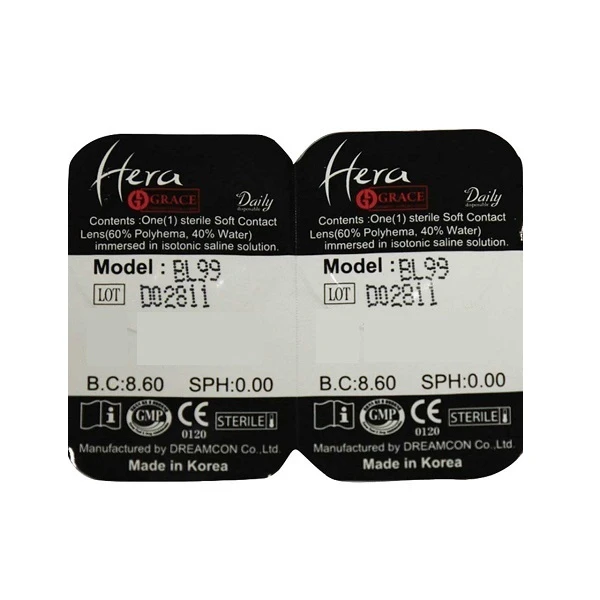 Hera
GRACE
Daily
disposable
Contents :One(1) sterile Soft Contact
Lens(60% Polyhema, 40% Water)
immersed in isotonic saline solution.
Model : BL99
LOT D02811
B.C:8.60 SPH:0.00
i GMP CE 0120 STERILE
Manufactured by DREAMCON Co.,Ltd.
Made in Korea
Hera
GRACE
Daily
disposable
Contents :One(1) sterile Soft Contact
Lens(60% Polyhema, 40% Water)
immersed in isotonic saline solution.
Model : BL99
LOT D02811
B.C:8.60 SPH:0.00
i GMP CE 0120 STERILE
Manufactured by DREAMCON Co.,Ltd.
Made in Korea